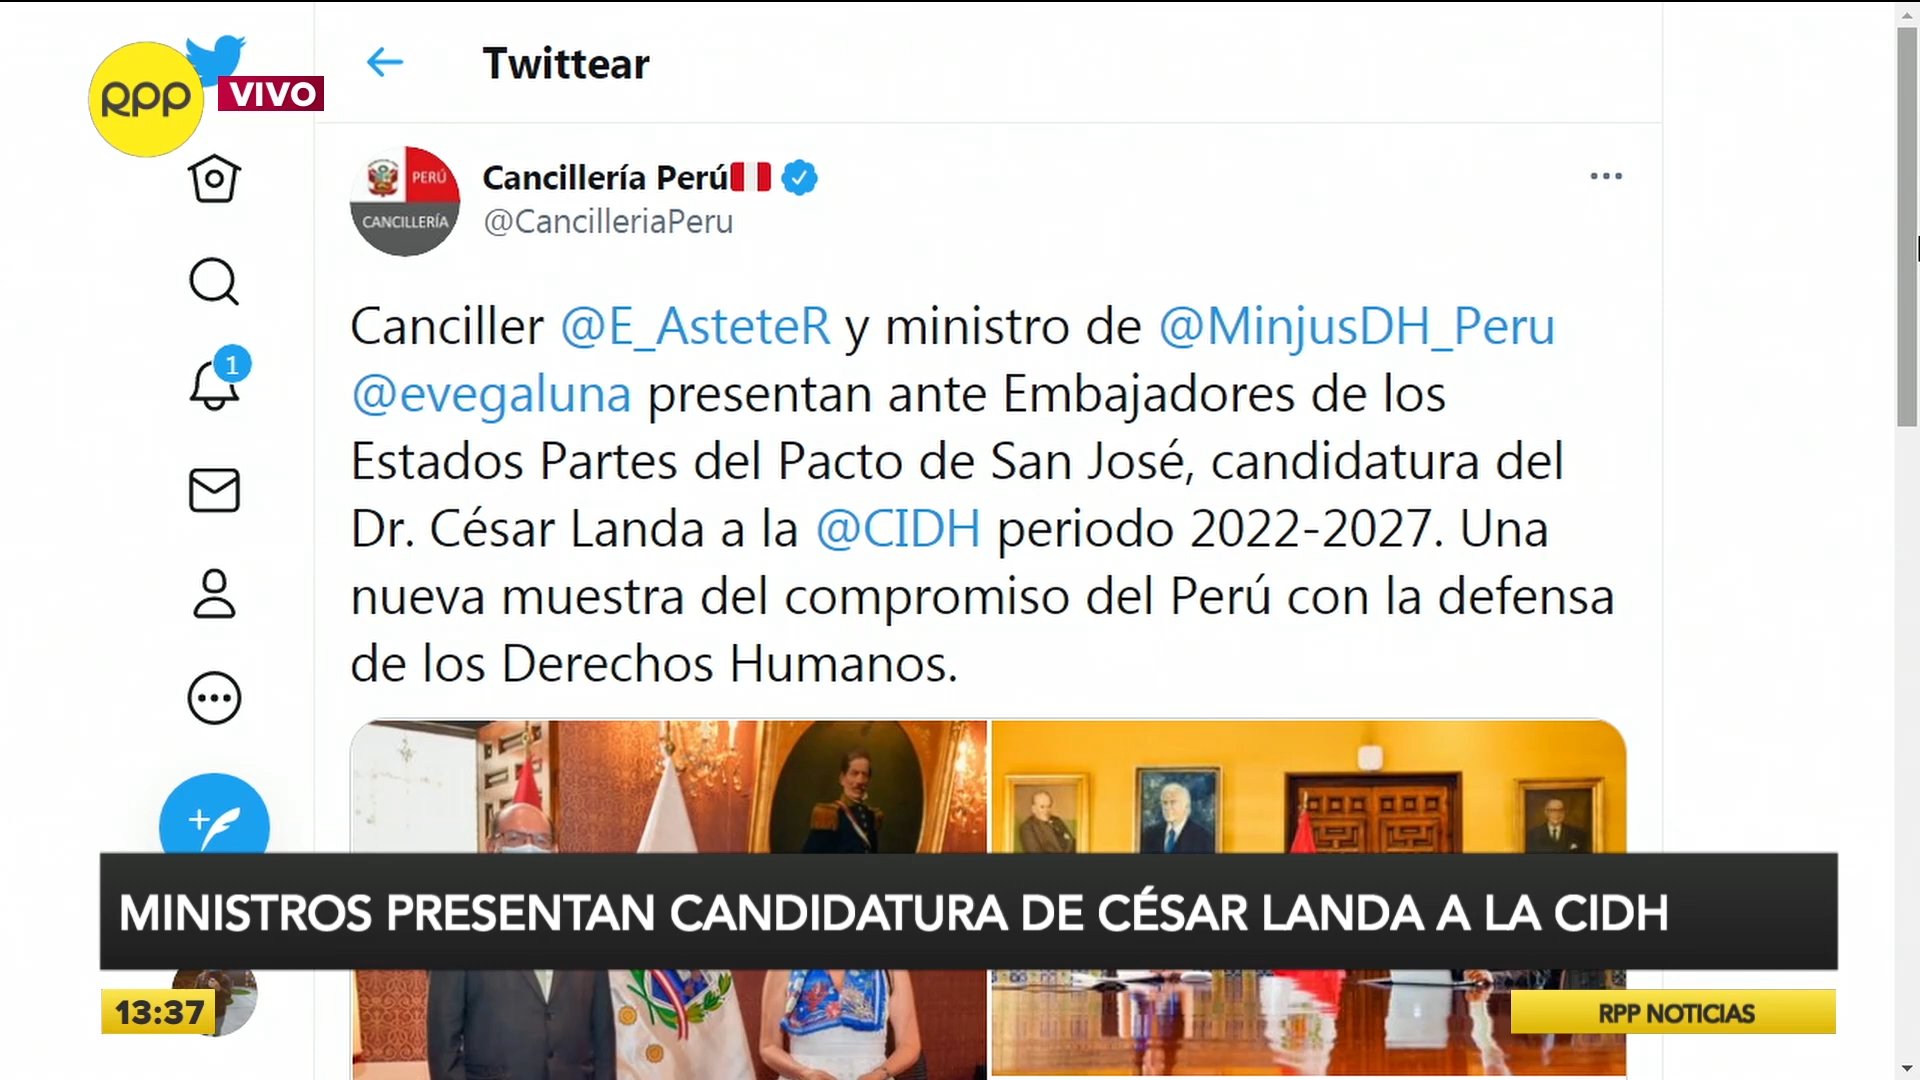 Twittear
RPP
VIVO
PERÚ
CANCILLERÍA
Cancillería Perú
@CancilleriaPeru
1
Canciller @E_AsteteR y ministro de @MinjusDH_Peru
@evegaluna presentan ante Embajadores de los
Estados Partes del Pacto de San José, candidatura del
Dr. César Landa a la @CIDH periodo 2022-2027. Una
nueva muestra del compromiso del Perú con la defensa
de los Derechos Humanos.
MINISTROS PRESENTAN CANDIDATURA DE CÉSAR LANDA A LA CIDH
13:37
RPP NOTICIAS